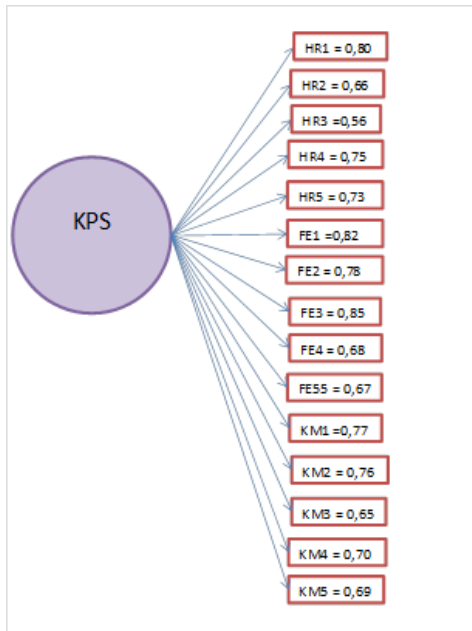 KPS
HR1 = 0,80
HR2 = 0,66
HR3 =0,56
HR4 = 0,75
HR5 = 0,73
FE1 =0,82
FE2 = 0,78
FE3 = 0,85
FE4 = 0,68
FE55 = 0,67
KM1 =0,77
KM2 = 0,76
KM3 = 0,65
KM4 = 0,70
KM5 = 0,69